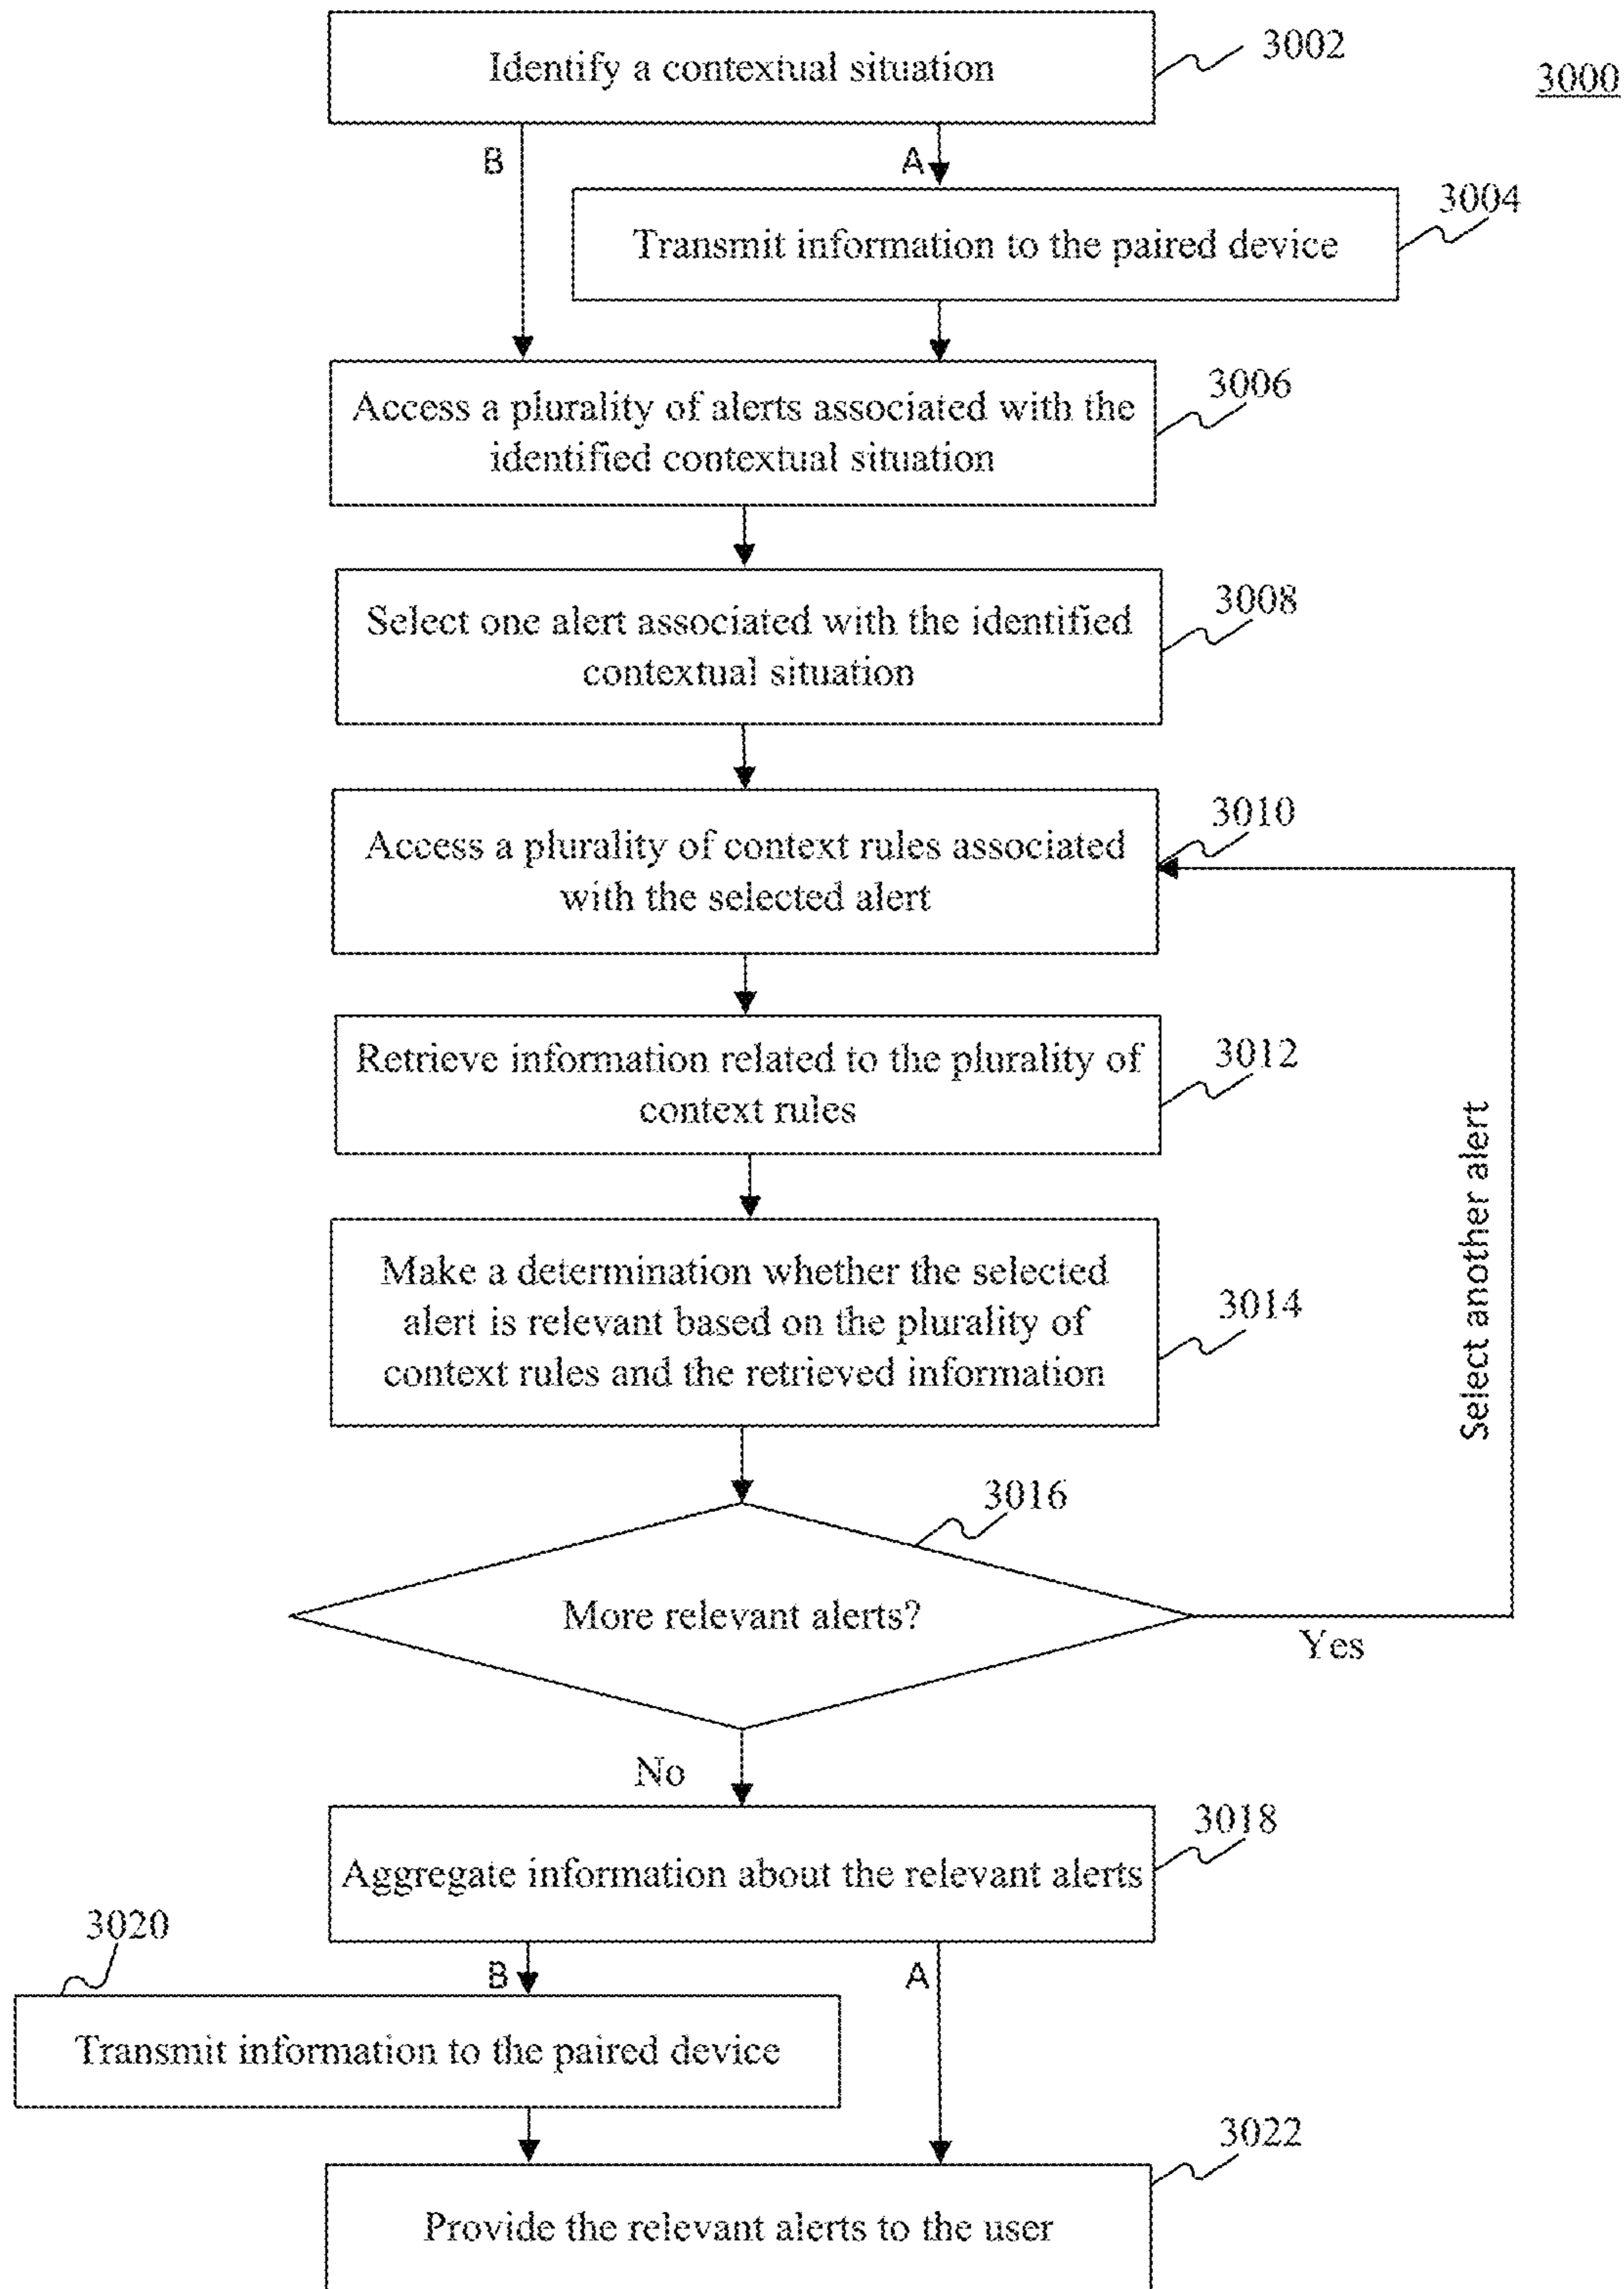 Identify a contextual situation
3002
3000
B
A
3004
Transmit information to the paired device
3006
Access a plurality of alerts associated with the
identified contextual situation
3008
Select one alert associated with the identified
contextual situation
3010
Access a plurality of context rules associated
with the selected alert
3012
Retrieve information related to the plurality of
context rules
Select another alert
3014
Make a determination whether the selected
alert is relevant based on the plurality of
context rules and the retrieved information
3016
More relevant alerts?
Yes
No
3018
Aggregate information about the relevant alerts
3020
B
A
Transmit information to the paired device
3022
Provide the relevant alerts to the user